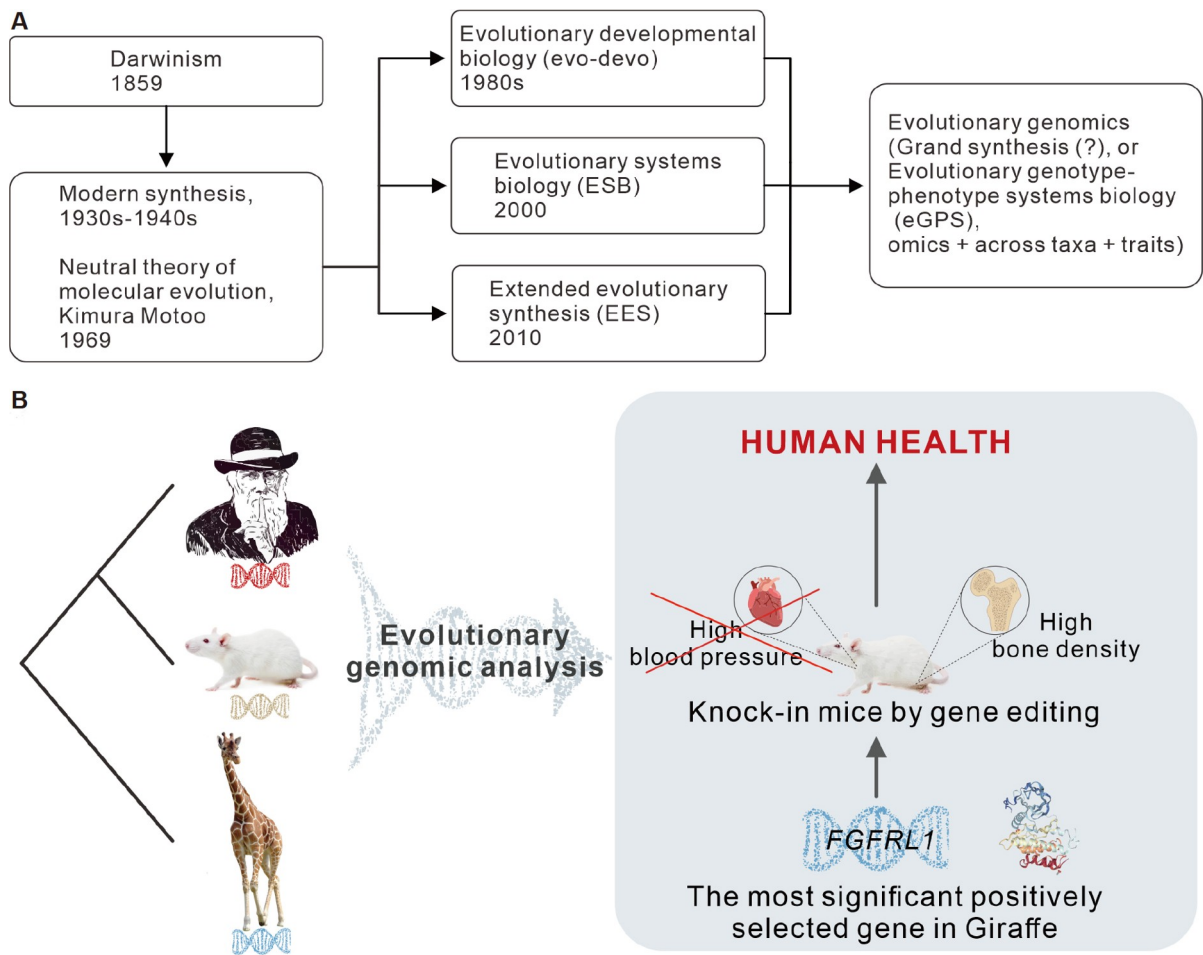 A
Darwinism
1859
Modern synthesis,
1930s-1940s
Neutral theory of
molecular evolution,
Kimura Motoo
1969
Evolutionary developmental
biology (evo-devo)
1980s
Evolutionary systems
biology (ESB)
2000
Extended evolutionary
synthesis (EES)
2010
Evolutionary genomics
(Grand synthesis (?), or
Evolutionary genotype-
phenotype systems biology
(eGPS),
omics + across taxa + traits)
B
Evolutionary
genomic analysis
HUMAN HEALTH
High
blood pressure
High
bone density
Knock-in mice by gene editing
FGFRL1
The most significant positively
selected gene in Giraffe